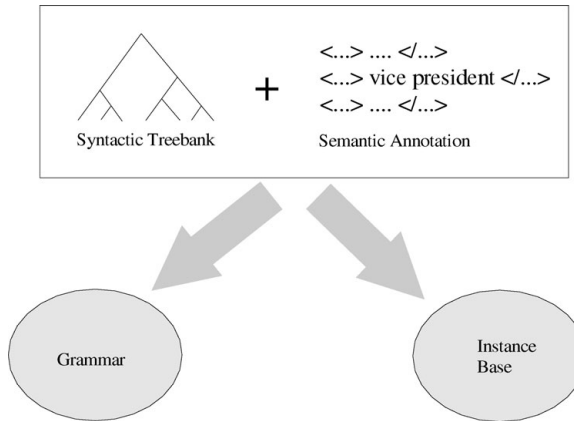 <...> .... </...>
+ <...> vice president </...>
<...> .... </...>
Syntactic Treebank Semantic Annotation
Grammar
Instance
Base